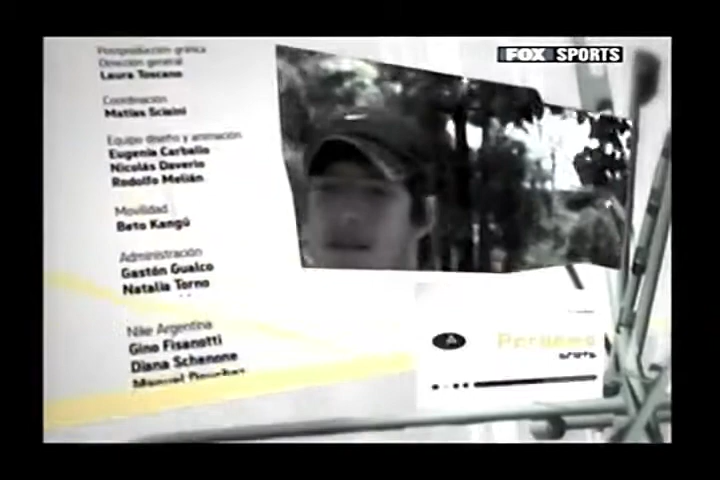 FOX SPORTS
Postproducción gráfica
Dirección general
Laura Toscano
Coordinación
Matías Scisini
Equipo diseño y animación
Eugenia Carballo
Nicolás Daverio
Rodolfo Melián
Movilidad
Beto Kangú
Administración
Gastón Gualco
Natalia Torno
Nike Argentina
Gino Fisanotti
Diana Schenone
Manuel